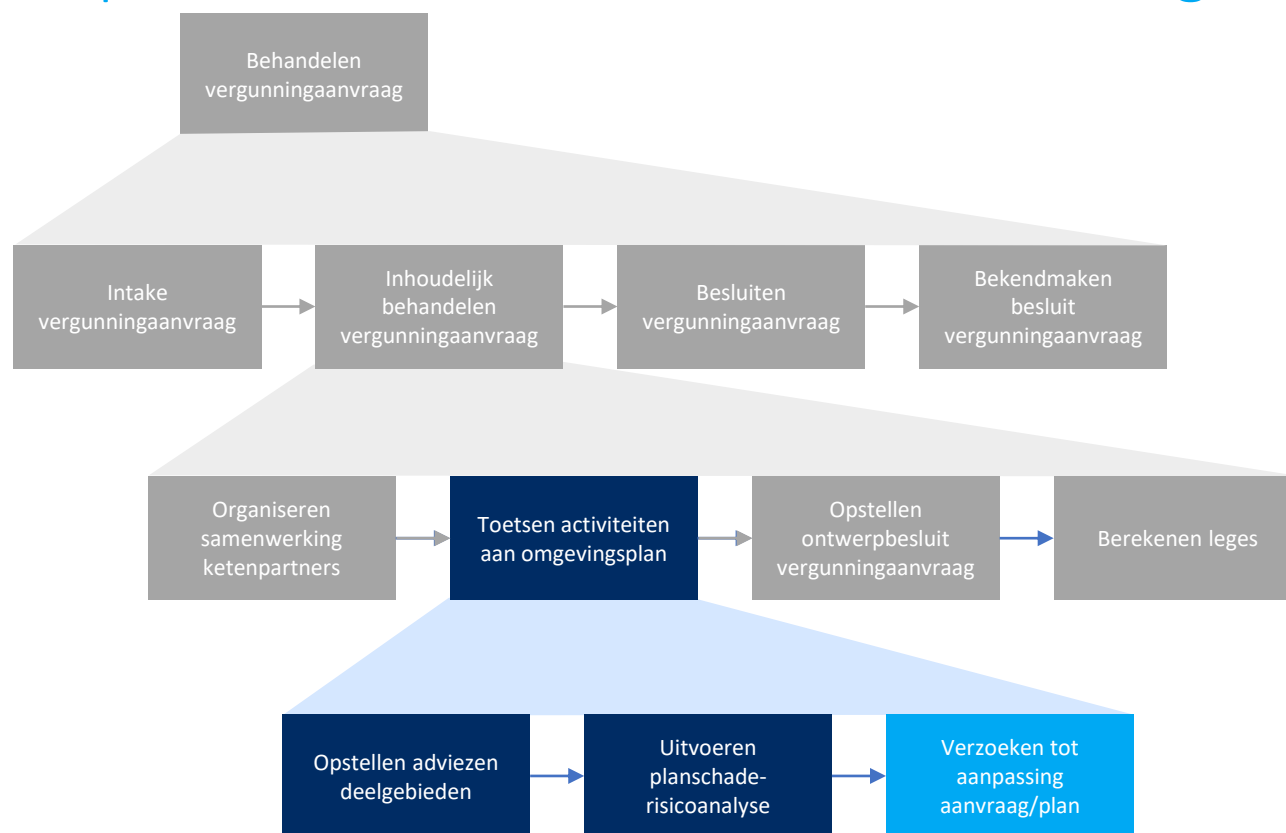 Behandelen
vergunningaanvraag
Intake
vergunningaanvraag
Inhoudelijk
behandelen
vergunningaanvraag
Besluiten
vergunningaanvraag
Bekendmaken
besluit
vergunningaanvraag
Organiseren
samenwerking
ketenpartners
Toetsen activiteiten
aan omgevingsplan
Opstellen
ontwerpbesluit
vergunningaanvraag
Berekenen leges
Opstellen adviezen
deelgebieden
Uitvoeren
planschade-
risicoanalyse
Verzoeken tot
aanpassing
aanvraag/plan